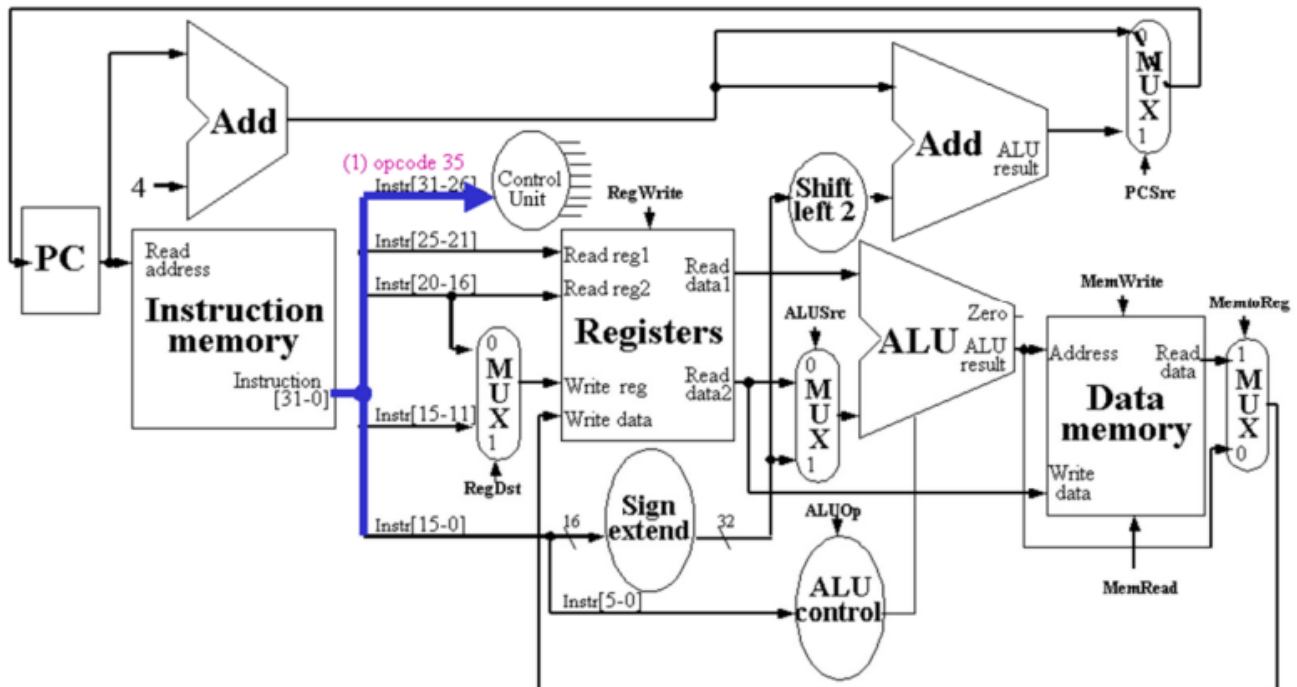 0
M
U
X
1
PCSrc
Add
4
(1) opcode 35
Instr[31-26]
Control
Unit
Add
ALU
result
Shift
left 2
RegWrite
PC
Read
address
Instruction
memory
Instruction
[31-0]
Instr[25-21]
Instr[20-16]
Instr[15-11]
0
M
U
X
1
RegDst
Read reg1
Read reg2
Registers
Write reg
Write data
Read
data1
Read
data2
ALUSrc
0
M
U
X
1
ALU
Zero
ALU
result
MemWrite
Address
Read
data
Data
memory
Write
data
MemRead
MemtoReg
1
M
U
X
0
Instr[15-0]
16
Sign
extend
32
ALUOp
ALU
control
Instr[5-0]